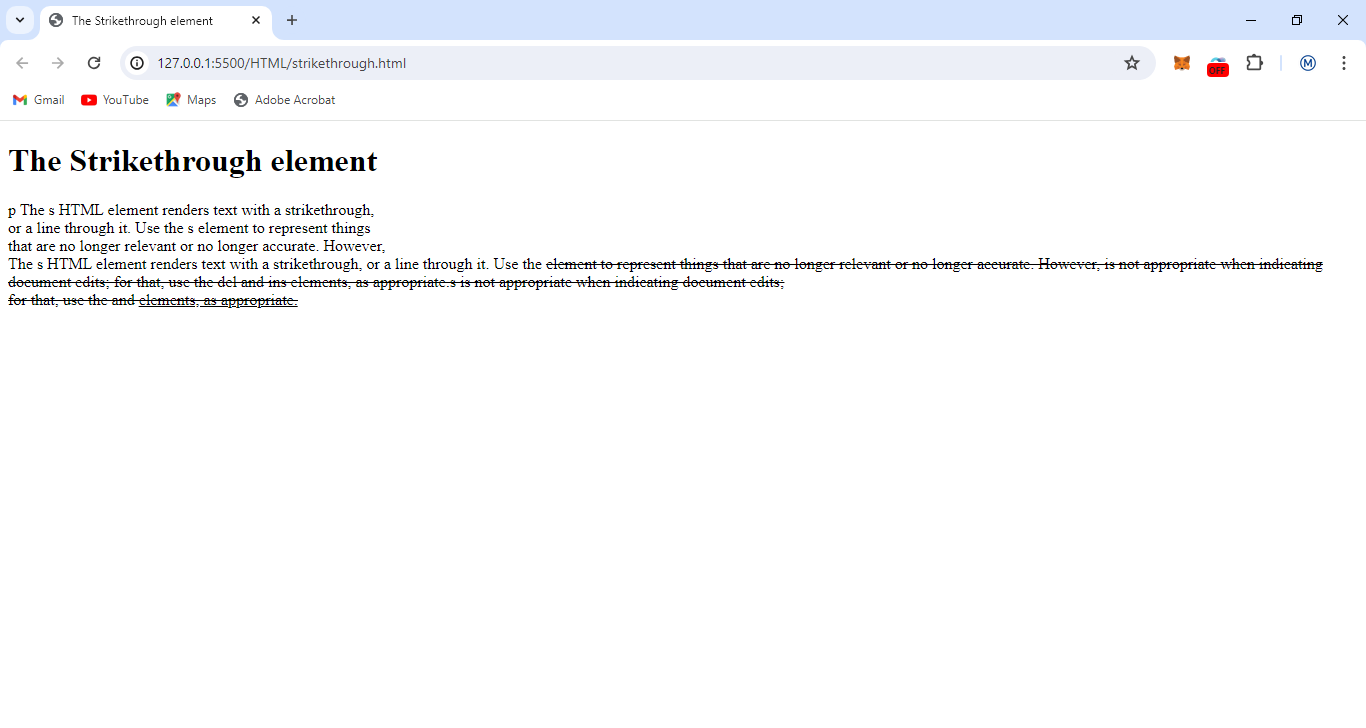 The Strikethrough element
127.0.0.1:5500/HTML/strikethrough.html
OFF
M
Gmail YouTube Maps Adobe Acrobat
The Strikethrough element
p The s HTML element renders text with a strikethrough,
or a line through it. Use the s element to represent things
that are no longer relevant or no longer accurate. However,
The s HTML element renders text with a strikethrough, or a line through it. Use the element to represent things that are no longer relevant or no longer accurate. However, is not appropriate when indicating
document edits; for that, use the del and ins elements, as appropriate.s is not appropriate when indicating document edits;
for that, use the and elements, as appropriate.